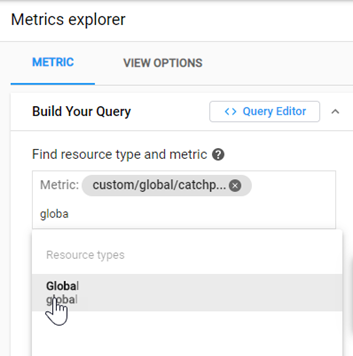 Metrics explorer
METRIC
VIEW OPTIONS
Build Your Query
<> Query Editor
Find resource type and metric ?
Metric: custom/global/catchp...
globa
Resource types
Global
global